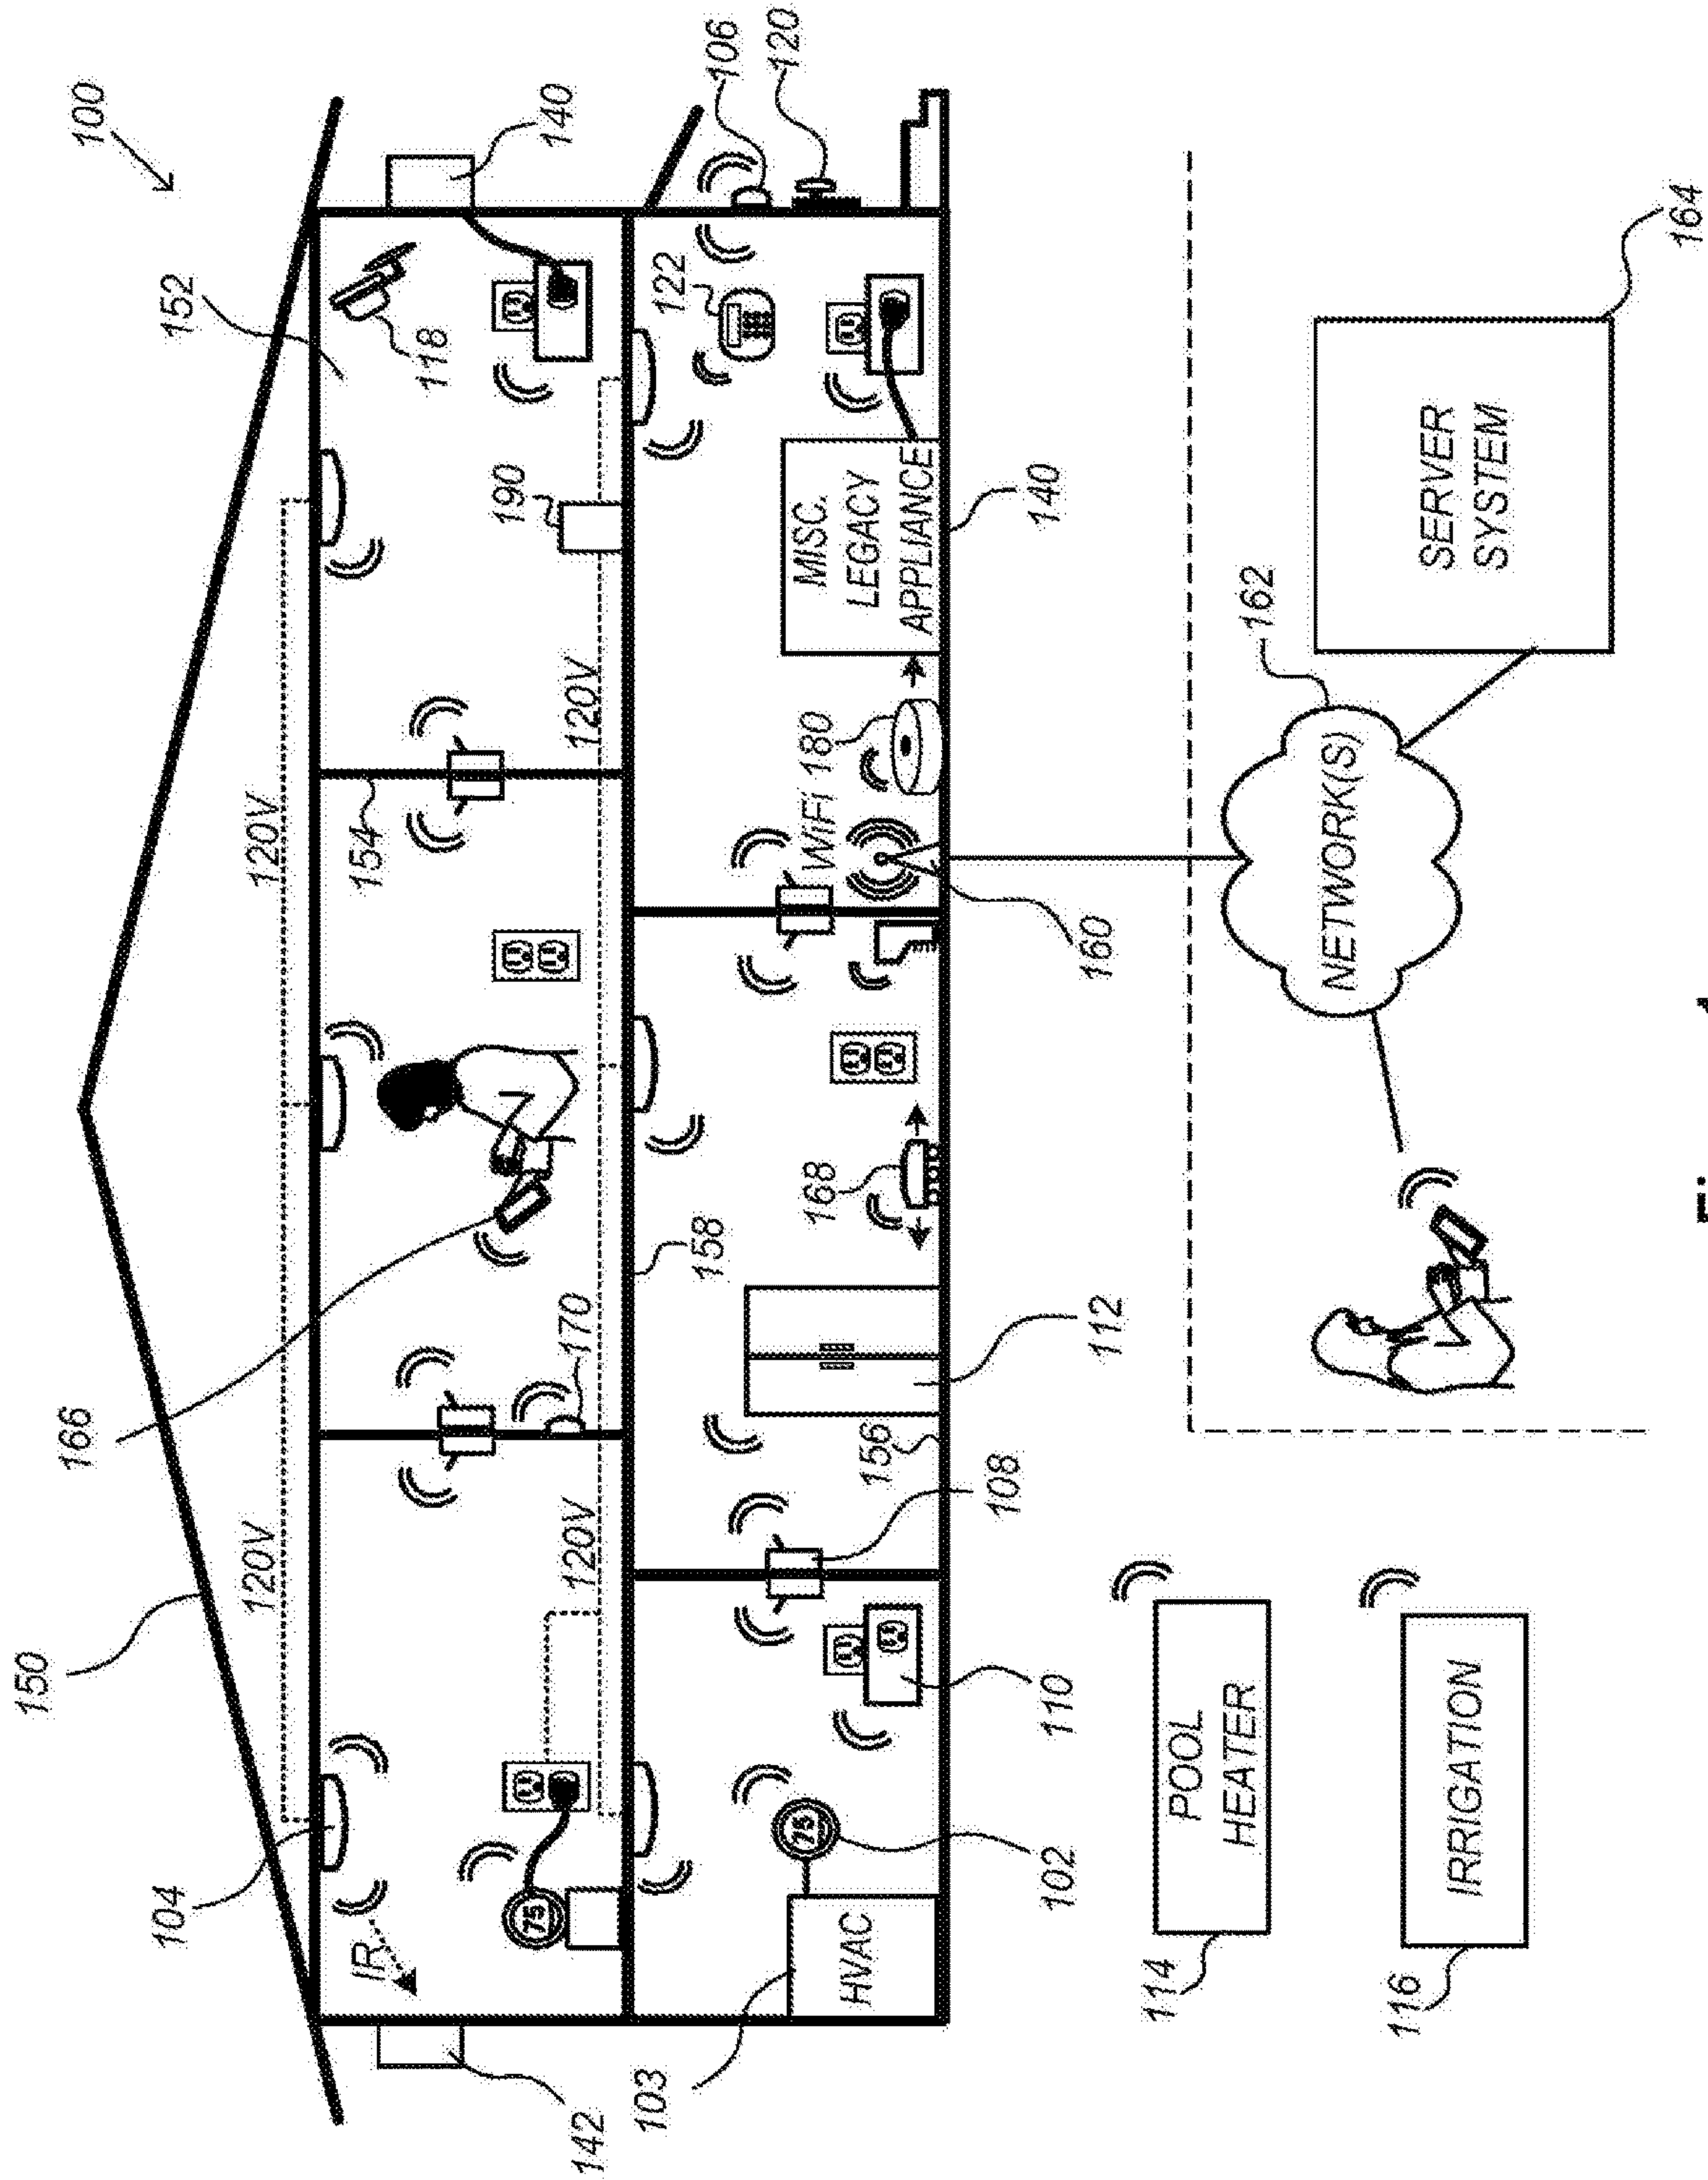 100
150
166
152
140
120V
120V
104
154
118
IR
190
142
120V
170
120V
75
158
122
106
120
103
HVAC
75
156
168
WiFi
180
MISC.
LEGACY
APPLIANCE
102
110
108
112
160
140
114
POOL
HEATER
162
116
IRRIGATION
NETWORK(S)
SERVER
SYSTEM
164